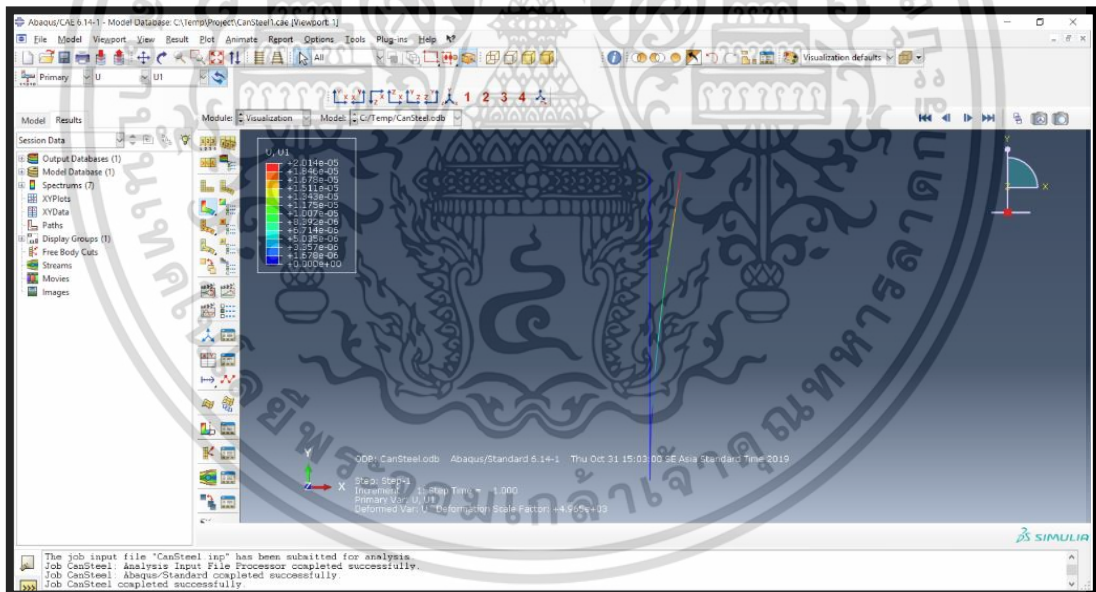 Abaqus/CAE 6.14-1 - Model Database: C:\Temp\Project\CanSteel1.cae [Viewport: 1]
File Model Viewport View Result Plot Animate Report Options Tools Plug-ins Help
All
Visualization defaults
Primary U U1
1 2 3 4
Model Results
Module: Visualization Model: C:/Temp/CanSteel.odb
Session Data
Output Databases (1)
Model Database (1)
Spectrums (7)
XYPlots
XYData
Paths
Display Groups (1)
Free Body Cuts
Streams
Movies
Images
U, U1
+2.014e-05
+1.846e-05
+1.678e-05
+1.511e-05
+1.343e-05
+1.175e-05
+1.007e-05
+8.392e-06
+6.714e-06
+5.035e-06
+3.357e-06
+1.678e-06
+0.000e+00
Y
Z X
Y
X
ODB: CanSteel.odb Abaqus/Standard 6.14-1 Thu Oct 31 15:03:00 SE Asia Standard Time 2019
Step: Step-1
Increment 1: Step Time = 1.000
Primary Var: U, U1
Deformed Var: U Deformation Scale Factor: +4.965e+03
SIMULIA
The job input file "CanSteel.inp" has been submitted for analysis.
Job CanSteel: Analysis Input File Processor completed successfully.
Job CanSteel: Abaqus/Standard completed successfully.
Job CanSteel completed successfully.